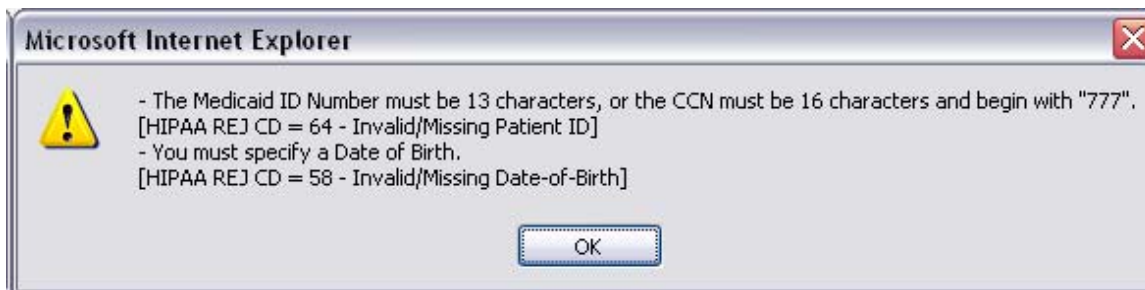 Microsoft Internet Explorer
- The Medicaid ID Number must be 13 characters, or the CCN must be 16 characters and begin with "777".
[HIPAA REJ CD = 64 - Invalid/Missing Patient ID]
- You must specify a Date of Birth.
[HIPAA REJ CD = 58 - Invalid/Missing Date-of-Birth]
OK